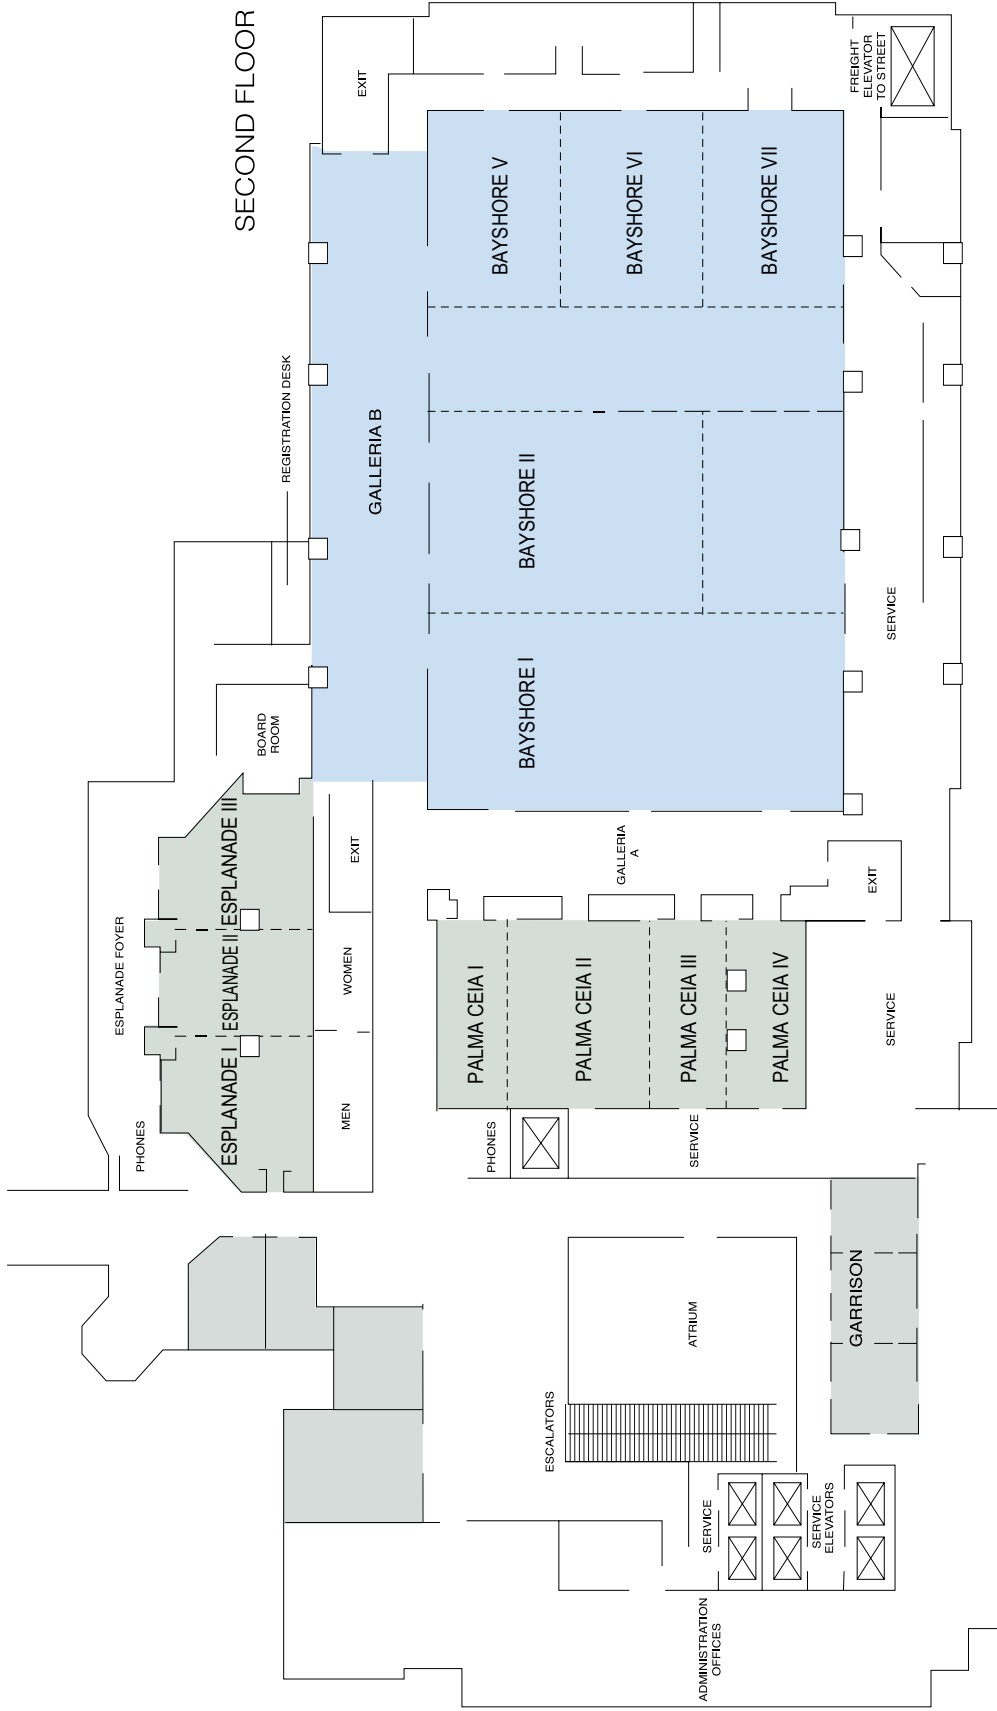 SECOND FLOOR
EXIT
FREIGHT
ELEVATOR
TO STREET
BAYSHORE V
BAYSHORE VI
BAYSHORE VII
REGISTRATION DESK
GALLERIA B
BAYSHORE II
BAYSHORE I
SERVICE
BOARD
ROOM
ESPLANADE III
ESPLANADE II
ESPLANADE I
ESPLANADE FOYER
EXIT
WOMEN
MEN
PHONES
GALLERIA
A
EXIT
PALMA CEIA I
PALMA CEIA II
PALMA CEIA III
PALMA CEIA IV
SERVICE
PHONES
SERVICE
GARRISON
ATRIUM
ESCALATORS
SERVICE
SERVICE
ELEVATORS
ADMINISTRATION
OFFICES